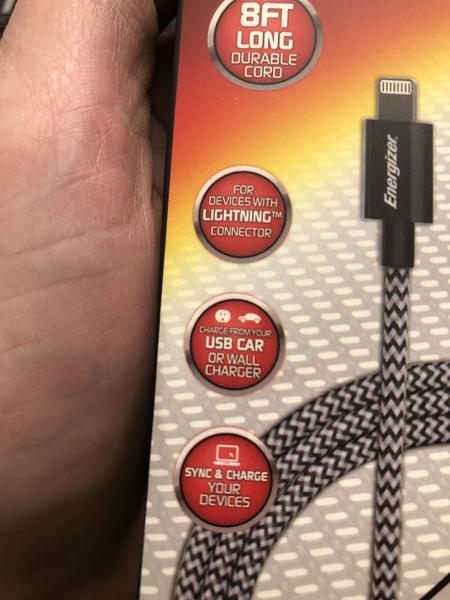 8FT
LONG
DURABLE
CORD
Energizer.
FOR
DEVICES WITH
LIGHTNING™
CONNECTOR
CHARGE FROM YOUR
USB CAR
OR WALL
CHARGER
SYNC & CHARGE
YOUR
DEVICES